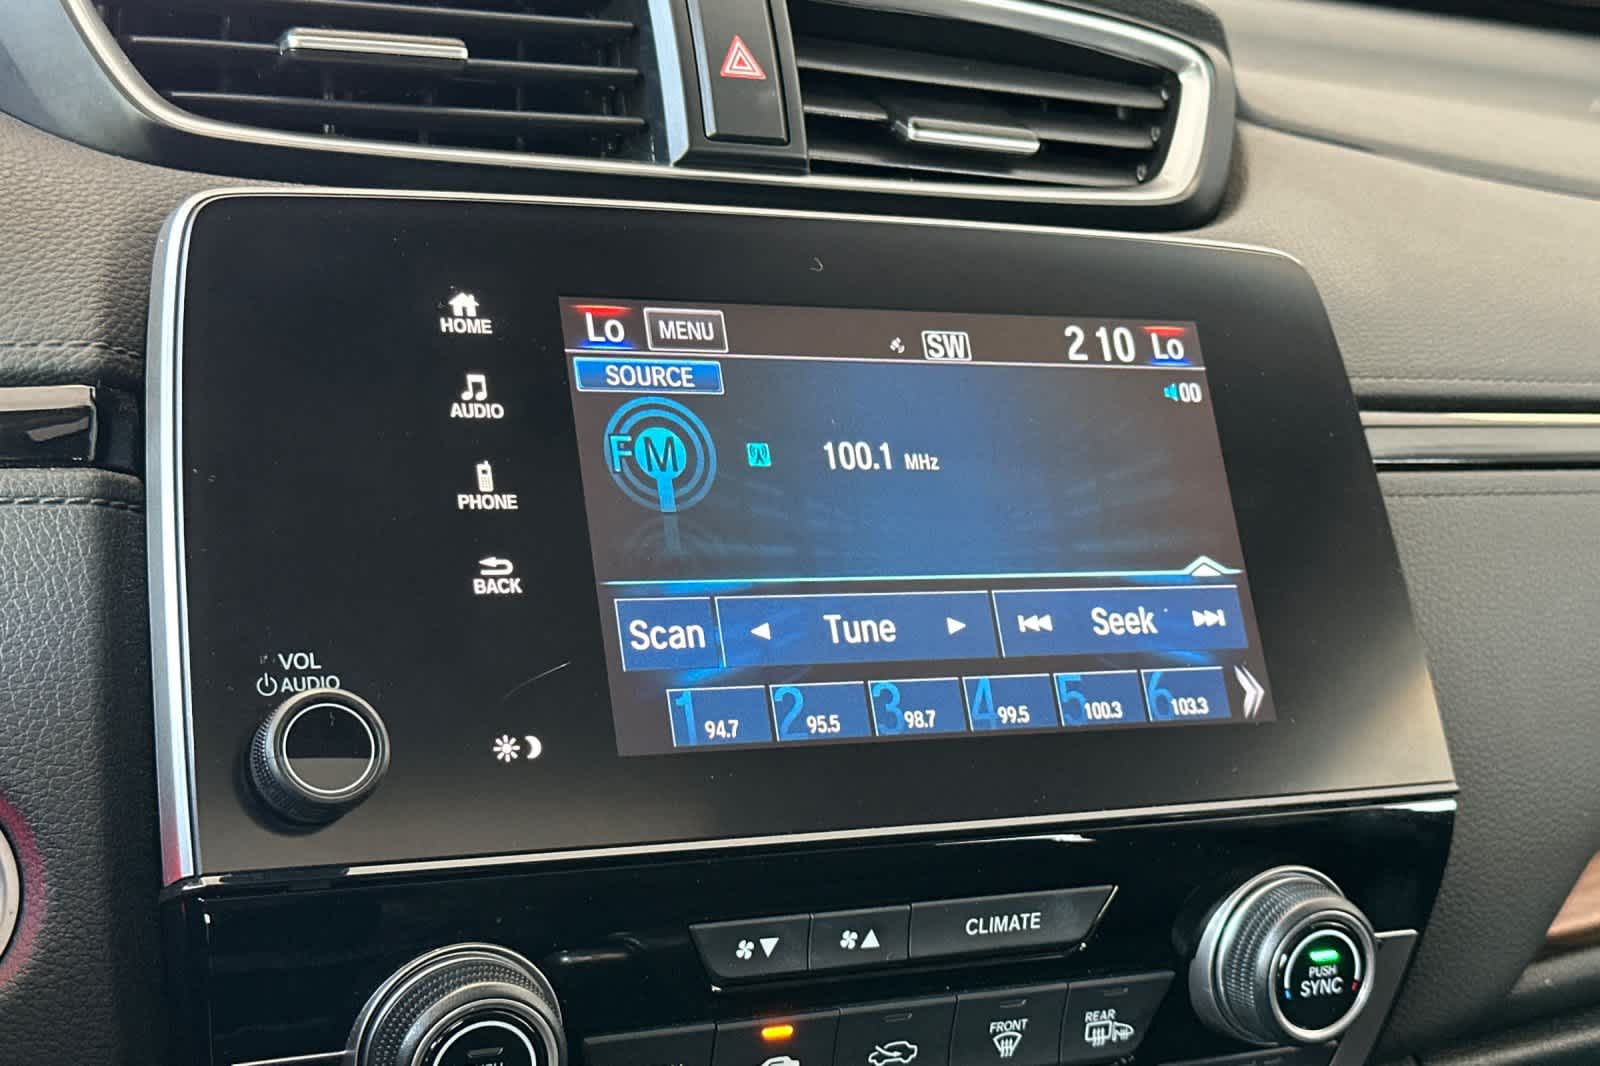 HOME
AUDIO
PHONE
BACK
VOL
AUDIO
Lo MENU SW 2 10 Lo
SOURCE
00
FM 100.1 MHz
Scan Tune Seek
1 94.7 2 95.5 3 98.7 4 99.5 5 100.3 6 103.3
CLIMATE
PUSH
SYNC
FRONT
REAR